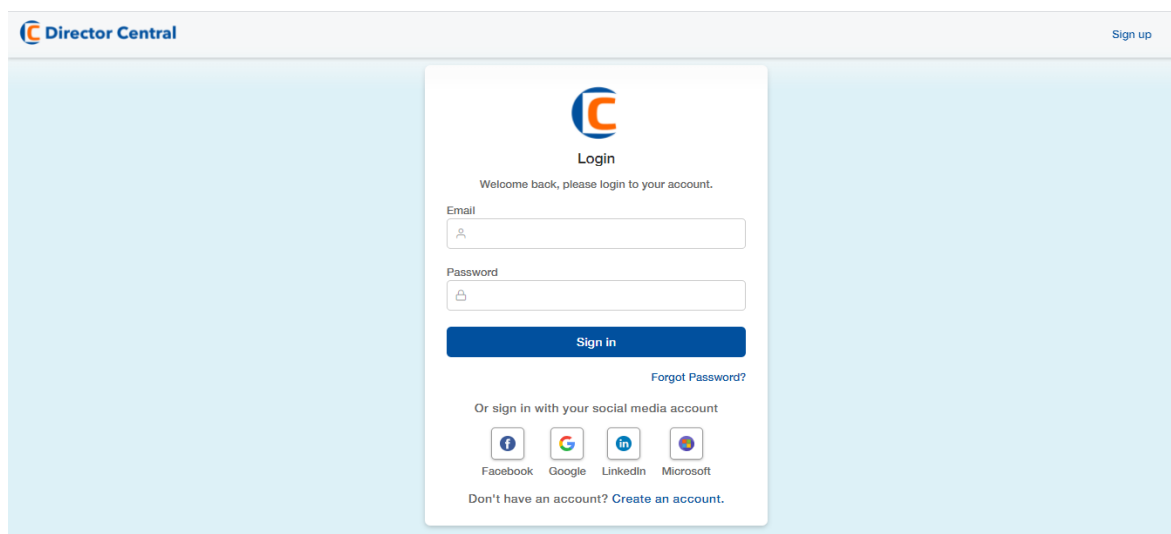 Director Central
Sign up
Login
Welcome back, please login to your account.
Email
Password
Sign in
Forgot Password?
Or sign in with your social media account
Facebook Google LinkedIn Microsoft
Don't have an account? Create an account.